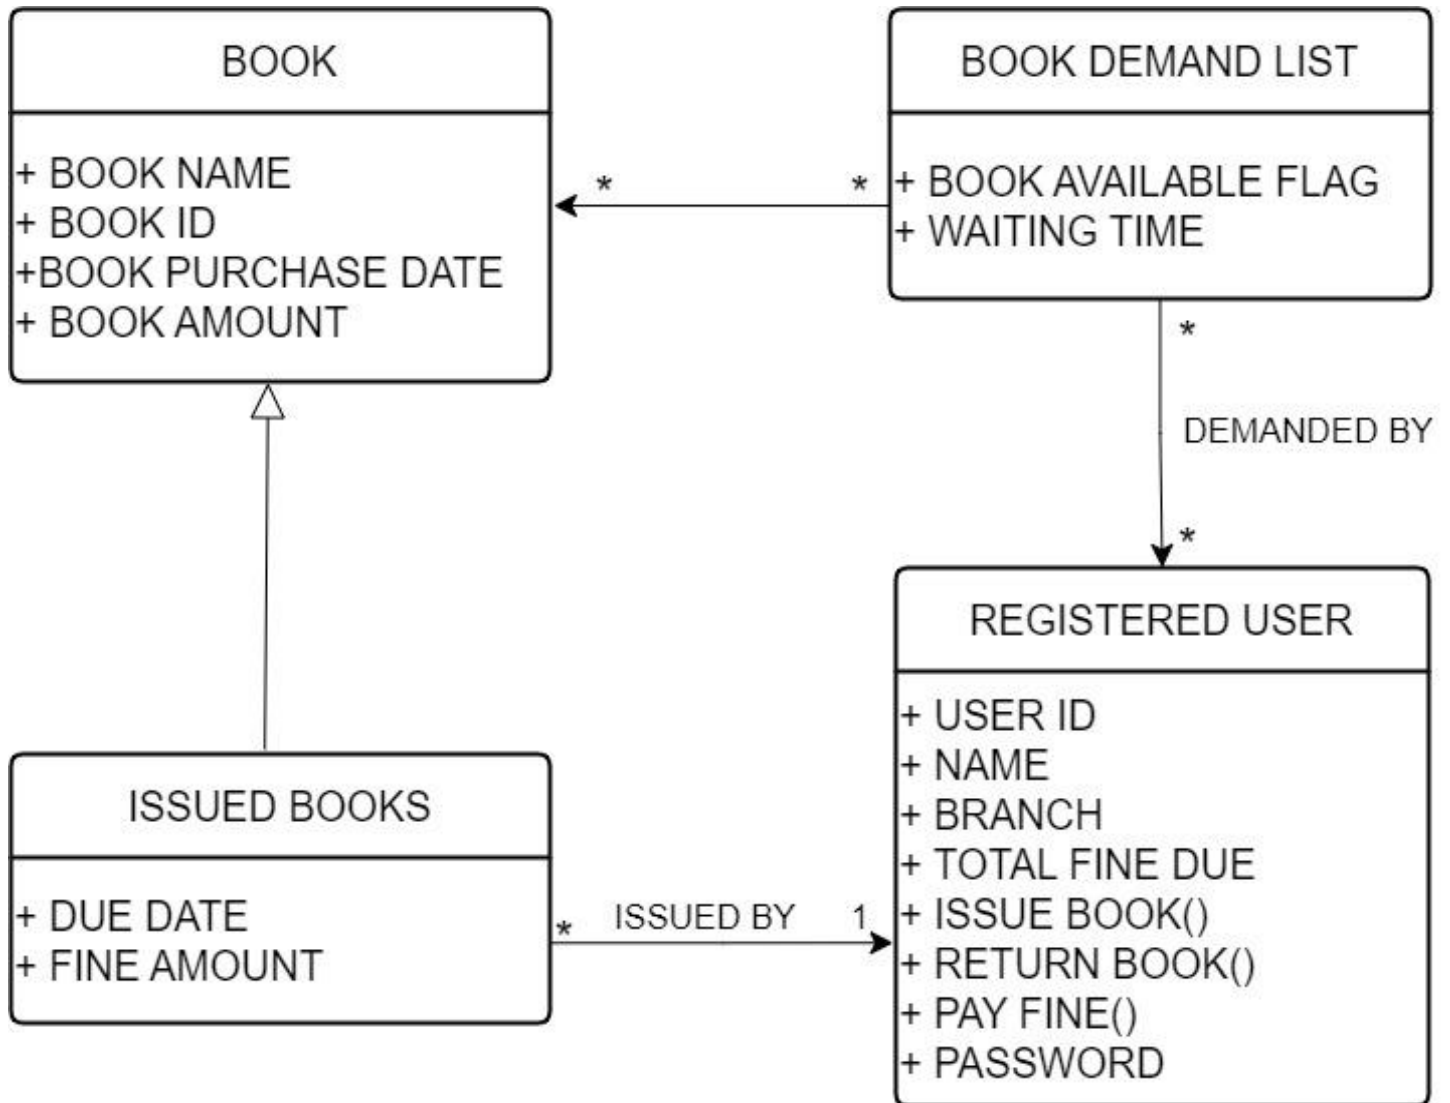 BOOK
+ BOOK NAME
+ BOOK ID
+BOOK PURCHASE DATE
+ BOOK AMOUNT
*
*
BOOK DEMAND LIST
+ BOOK AVAILABLE FLAG
+ WAITING TIME
*
DEMANDED BY
*
ISSUED BOOKS
+ DUE DATE
+ FINE AMOUNT
*
ISSUED BY
1
REGISTERED USER
+ USER ID
+ NAME
+ BRANCH
+ TOTAL FINE DUE
+ ISSUE BOOK()
+ RETURN BOOK()
+ PAY FINE()
+ PASSWORD